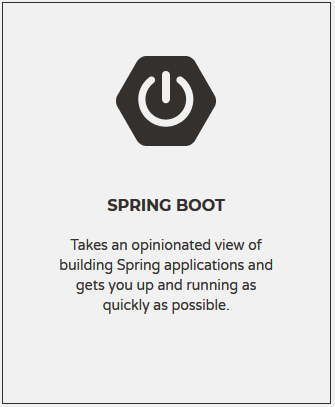 SPRING BOOT
Takes an opinionated view of
building Spring applications and
gets you up and running as
quickly as possible.